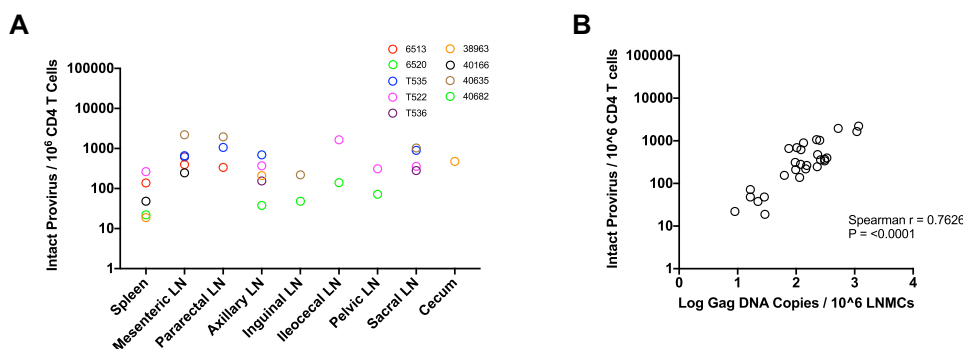 A
B
6513
6520
T535
T522
T536
38963
40166
40635
40682
Intact Provirus / 10⁶ CD4 T Cells
100000
10000
1000
100
10
1
Spleen
Mesenteric LN
Pararectal LN
Axillary LN
Inguinal LN
Ileocecal LN
Pelvic LN
Sacral LN
Cecum
Intact Provirus / 10^6 CD4 T cells
100000
10000
1000
100
10
1
Spearman r = 0.7626
P = <0.0001
0 1 2 3 4
Log Gag DNA Copies / 10^6 LNMCs